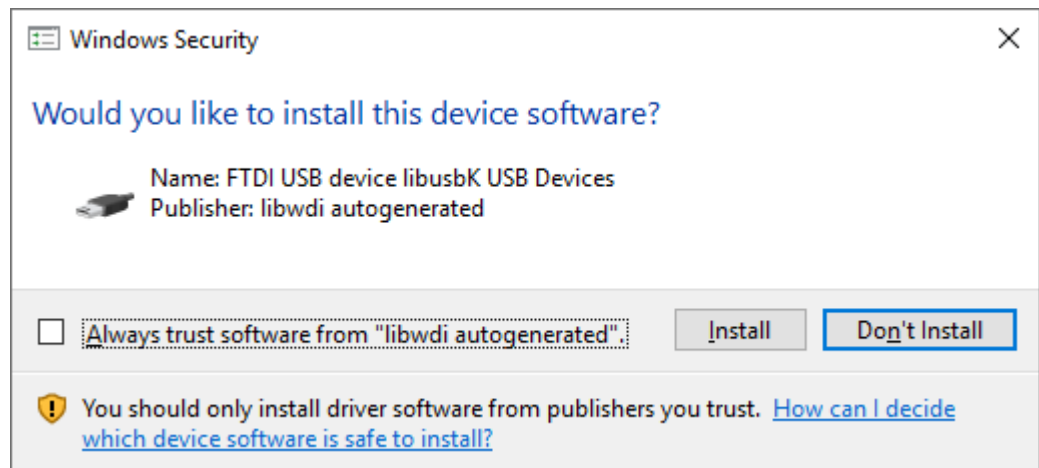 Windows Security
Would you like to install this device software?
Name: FTDI USB device libusbK USB Devices
Publisher: libwdi autogenerated
Always trust software from "libwdi autogenerated".
Install
Don't Install
You should only install driver software from publishers you trust. How can I decide
which device software is safe to install?